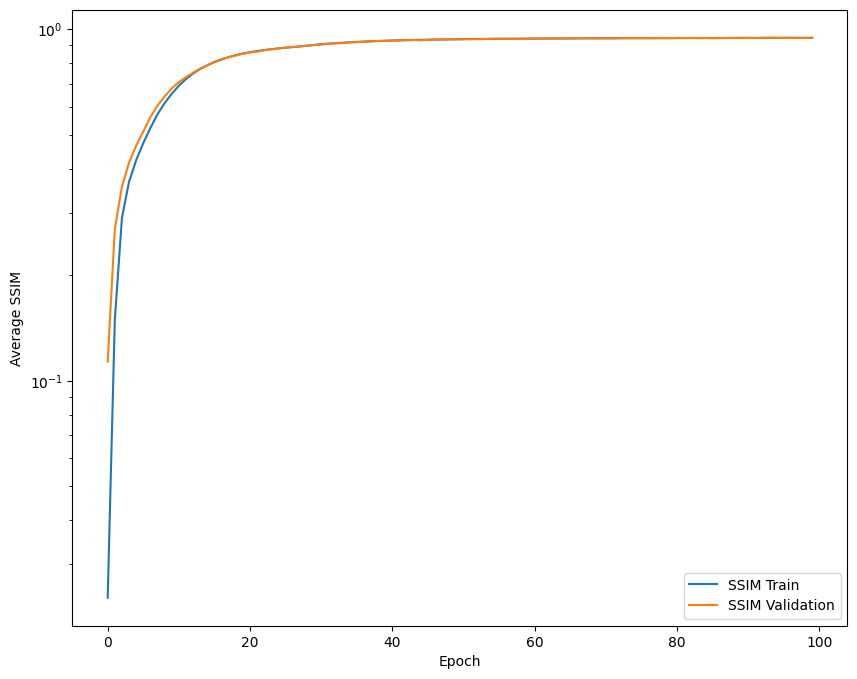 10⁰
10⁻¹
Average SSIM
SSIM Train
SSIM Validation
0 20 40 60 80 100
Epoch